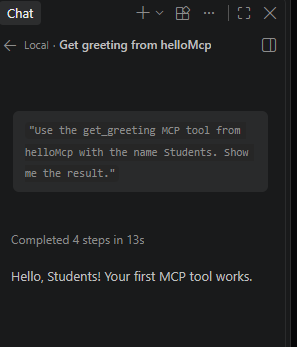 Chat
Local · Get greeting from helloMcp
"Use the get_greeting MCP tool from
helloMcp with the name Students. Show
me the result."
Completed 4 steps in 13s
Hello, Students! Your first MCP tool works.